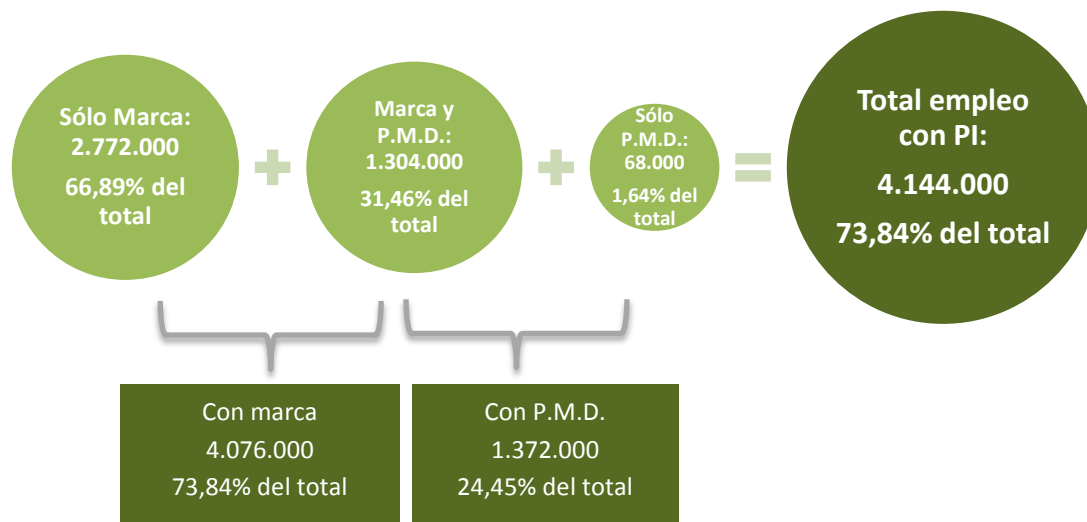 Sólo Marca:
2.772.000
66,89% del
total
Marca y
P.M.D.:
1.304.000
31,46% del
total
Sólo
P.M.D.:
68.000
1,64% del
total
Total empleo
con PI:
4.144.000
73,84% del total
Con marca
4.076.000
73,84% del total
Con P.M.D.
1.372.000
24,45% del total